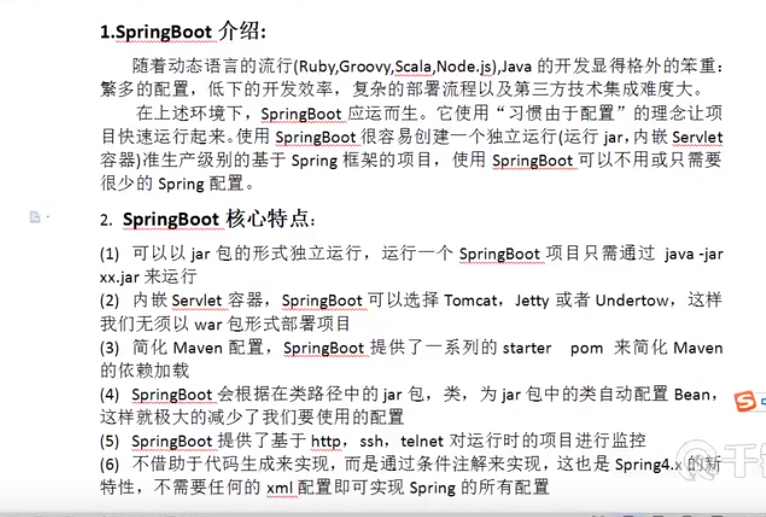 1.SpringBoot 介绍:
随着动态语言的流行(Ruby,Groovy,Scala,Node.js),Java 的开发显得格外的笨重:
繁多的配置，低下的开发效率，复杂的部署流程以及第三方技术集成难度大。
在上述环境下，SpringBoot 应运而生。它使用“习惯由于配置”的理念让项
目快速运行起来。使用 SpringBoot 很容易创建一个独立运行(运行 jar，内嵌 Servlet
容器)准生产级别的基于 Spring 框架的项目，使用 SpringBoot 可以不用或只需要
很少的 Spring 配置。
2. SpringBoot 核心特点:
(1) 可以以 jar 包的形式独立运行，运行一个 SpringBoot 项目只需通过 java -jar
xx.jar 来运行
(2) 内嵌 Servlet 容器，SpringBoot 可以选择 Tomcat，Jetty 或者 Undertow，这样
我们无须以 war 包形式部署项目
(3) 简化 Maven 配置，SpringBoot 提供了一系列的 starter pom 来简化 Maven
的依赖加载
(4) SpringBoot 会根据在类路径中的 jar 包，类，为 jar 包中的类自动配置 Bean，
这样就极大的减少了我们要使用的配置
(5) SpringBoot 提供了基于 http，ssh，telnet 对运行时的项目进行监控
(6) 不借助于代码生成来实现，而是通过条件注解来实现，这也是 Spring4.x 的新
特性，不需要任何的 xml 配置即可实现 Spring 的所有配置